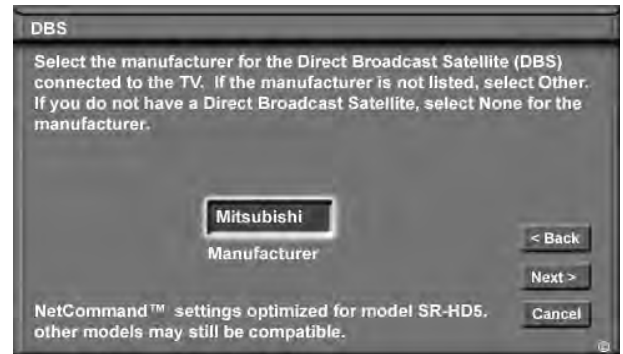 DBS
Select the manufacturer for the Direct Broadcast Satellite (DBS)
connected to the TV. If the manufacturer is not listed, select Other.
If you do not have a Direct Broadcast Satellite, select None for the
manufacturer.
Mitsubishi
Manufacturer
< Back
Next >
Cancel
NetCommand™ settings optimized for model SR-HD5.
other models may still be compatible.
©